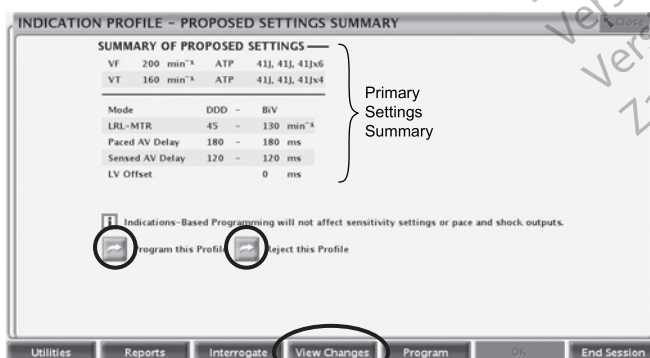 INDICATION PROFILE – PROPOSED SETTINGS SUMMARY
Close
SUMMARY OF PROPOSED SETTINGS
VF 200 min⁻¹ ATP 41J, 41J, 41Jx6
VT 160 min⁻¹ ATP 41J, 41J, 41Jx4
Mode DDD - BiV
LRL-MTR 45 - 130 min⁻¹
Paced AV Delay 180 - 180 ms
Sensed AV Delay 120 - 120 ms
LV Offset 0 ms
Primary
Settings
Summary
i Indications-Based Programming will not affect sensitivity settings or pace and shock outputs.
Program this Profile Reject this Profile
Utilities Reports Interrogate View Changes Program OK End Session